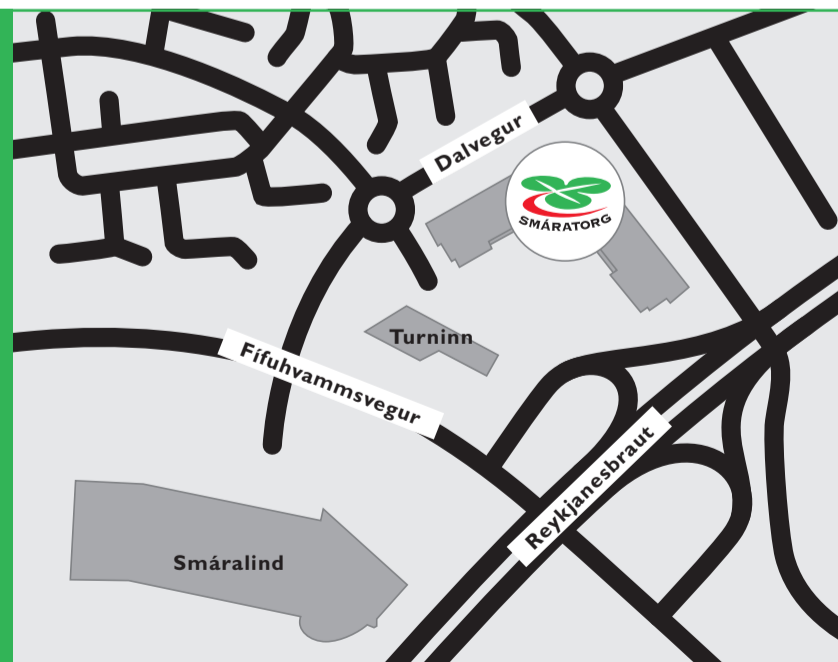 Dalvegur
SMÁRATORG
Turninn
Fífuhvammsvegur
Reykjanesbraut
Smáralind